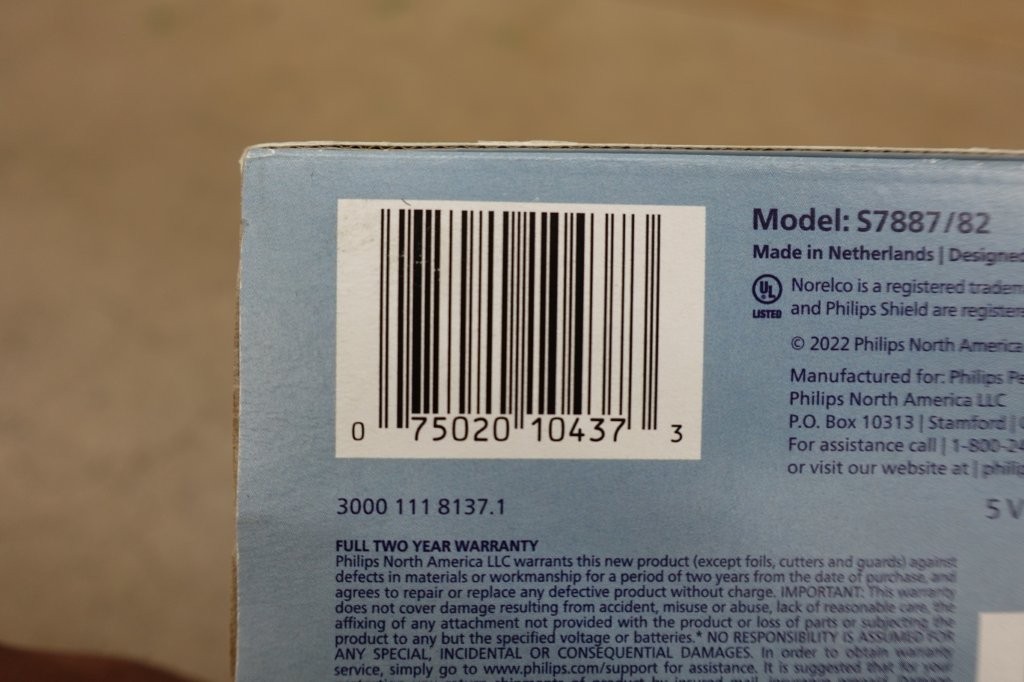 0 75020 10437 3
Model: S7887/82
Made in Netherlands | Designed
UL
LISTED
Norelco is a registered tradem
and Philips Shield are registere
© 2022 Philips North America
Manufactured for: Philips Pe
Philips North America LLC
P.O. Box 10313 | Stamford |
For assistance call | 1-800-24
or visit our website at | philip
5 V
3000 111 8137.1
FULL TWO YEAR WARRANTY
Philips North America LLC warrants this new product (except foils, cutters and guards) against
defects in materials or workmanship for a period of two years from the date of purchase, and
agrees to repair or replace any defective product without charge. IMPORTANT: This warranty
does not cover damage resulting from accident, misuse or abuse, lack of reasonable care, the
affixing of any attachment not provided with the product or loss of parts or subjecting the
product to any but the specified voltage or batteries.* NO RESPONSIBILITY IS ASSUMED FOR
ANY SPECIAL, INCIDENTAL OR CONSEQUENTIAL DAMAGES. In order to obtain warranty
service, simply go to www.philips.com/support for assistance. It is suggested that for your